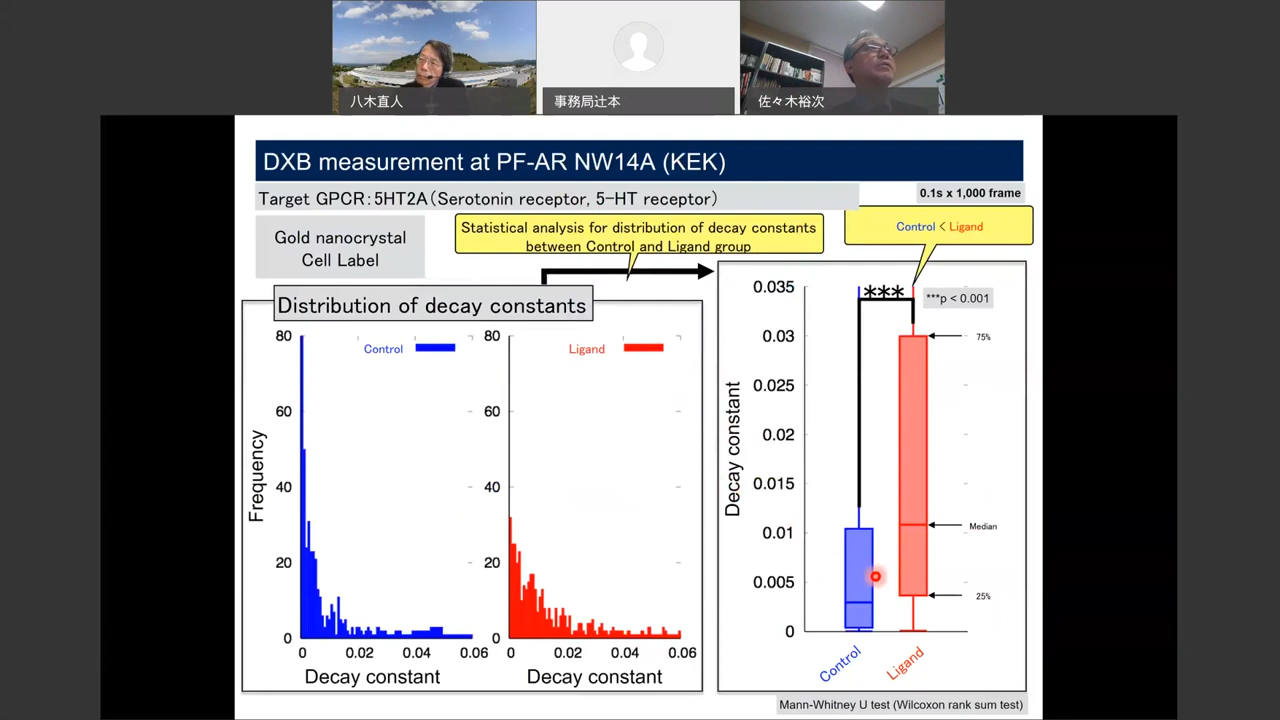 八木直人
事務局辻本
佐々木裕次
DXB measurement at PF-AR NW14A (KEK)
Target GPCR：5HT2A（Serotonin receptor, 5-HT receptor）
0.1s x 1,000 frame
Gold nanocrystal
Cell Label
Statistical analysis for distribution of decay constants
between Control and Ligand group
Control < Ligand
Distribution of decay constants
80
60
40
20
0
Frequency
Control
0 0.02 0.04 0.06
Decay constant
80
60
40
20
0
Ligand
0 0.02 0.04 0.06
Decay constant
0.035
0.03
0.025
0.02
0.015
0.01
0.005
0
Decay constant
***
***p < 0.001
75%
Median
25%
Control
Ligand
Mann-Whitney U test (Wilcoxon rank sum test)